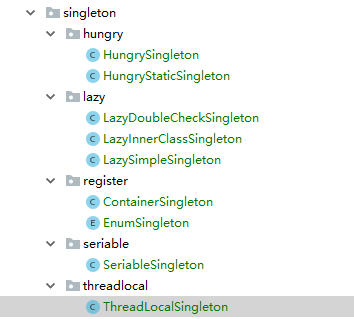 singleton
hungry
C HungrySingleton
C HungryStaticSingleton
lazy
C LazyDoubleCheckSingleton
C LazyInnerClassSingleton
C LazySimpleSingleton
register
C ContainerSingleton
E EnumSingleton
seriable
C SeriableSingleton
threadlocal
C ThreadLocalSingleton